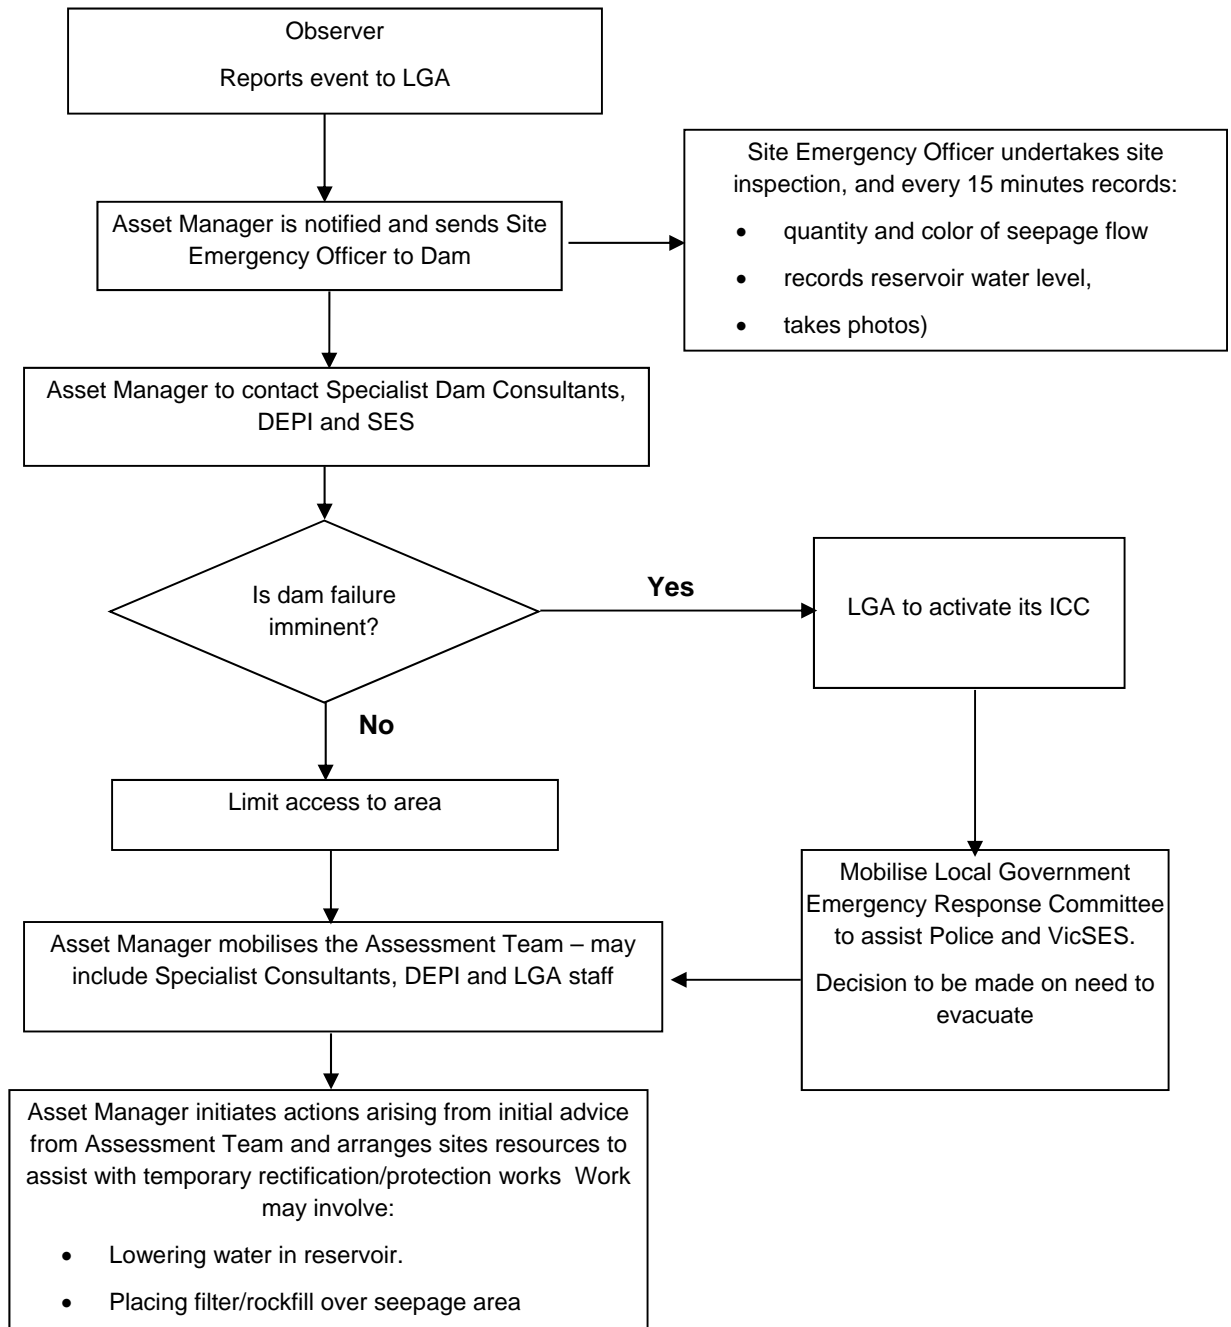 Observer
Reports event to LGA
Asset Manager is notified and sends Site
Emergency Officer to Dam
Site Emergency Officer undertakes site
inspection, and every 15 minutes records:
• quantity and color of seepage flow
• records reservoir water level,
• takes photos)
Asset Manager to contact Specialist Dam Consultants,
DEPI and SES
Is dam failure
imminent?
Yes
LGA to activate its ICC
No
Limit access to area
Mobilise Local Government
Emergency Response Committee
to assist Police and VicSES.
Decision to be made on need to
evacuate
Asset Manager mobilises the Assessment Team – may
include Specialist Consultants, DEPI and LGA staff
Asset Manager initiates actions arising from initial advice
from Assessment Team and arranges sites resources to
assist with temporary rectification/protection works  Work
may involve:
• Lowering water in reservoir.
• Placing filter/rockfill over seepage area